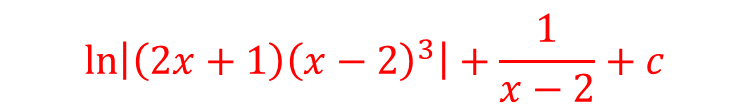 ln|(2x + 1)(x − 2)³| + 1/(x − 2) + c